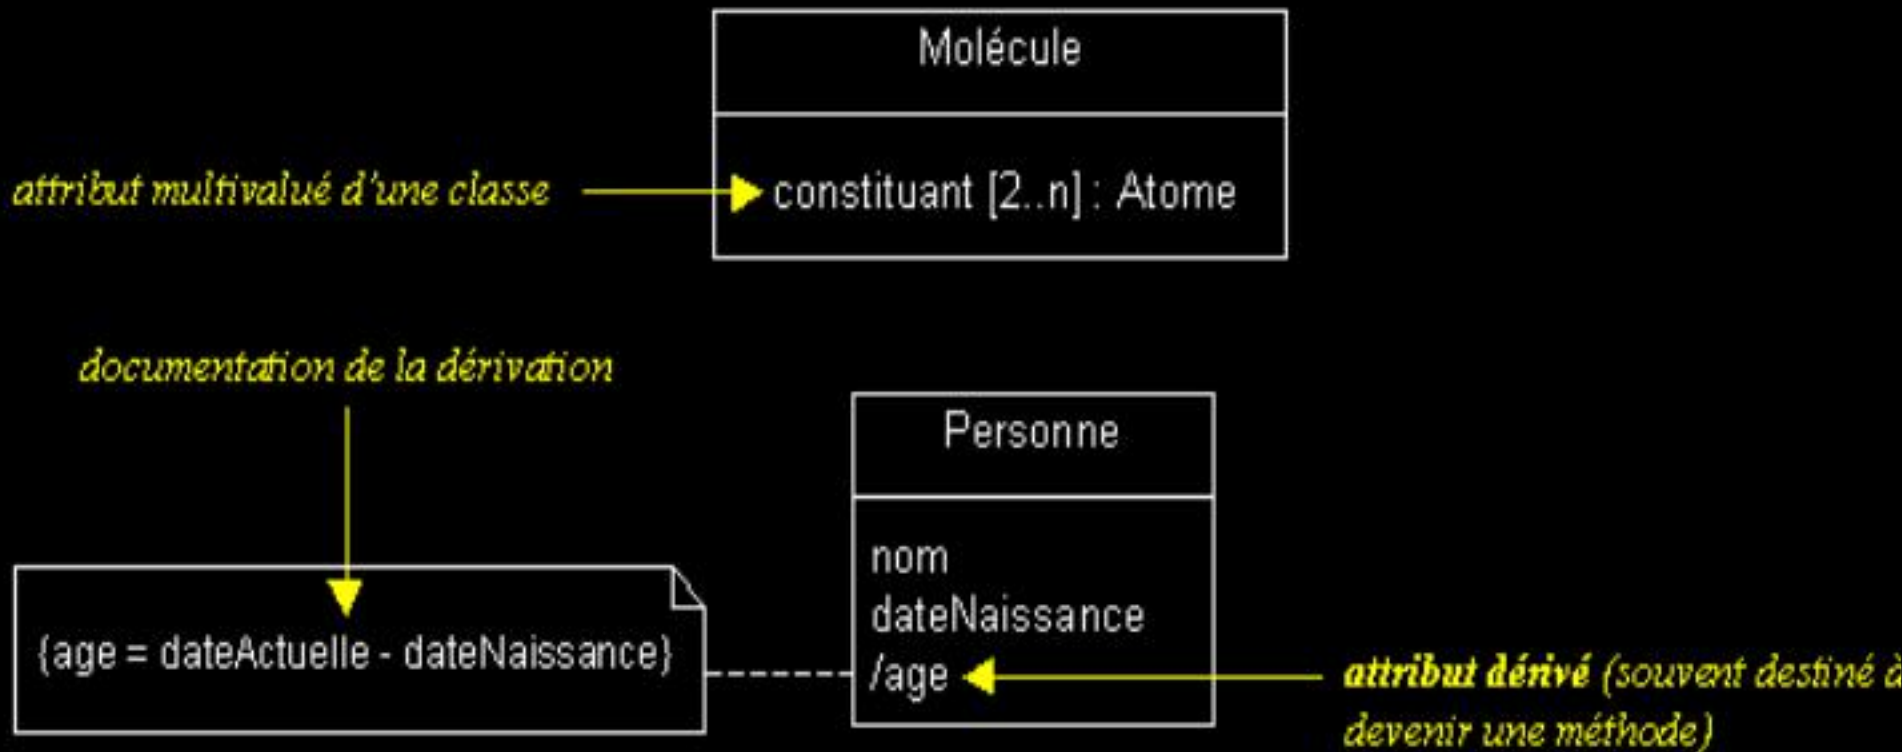 Molécule
attribut multivalué d'une classe
constituant [2..n] : Atome
documentation de la dérivation
{age = dateActuelle - dateNaissance}
Personne
nom
dateNaissance
/age
attribut dérivé (souvent destiné à
devenir une méthode)